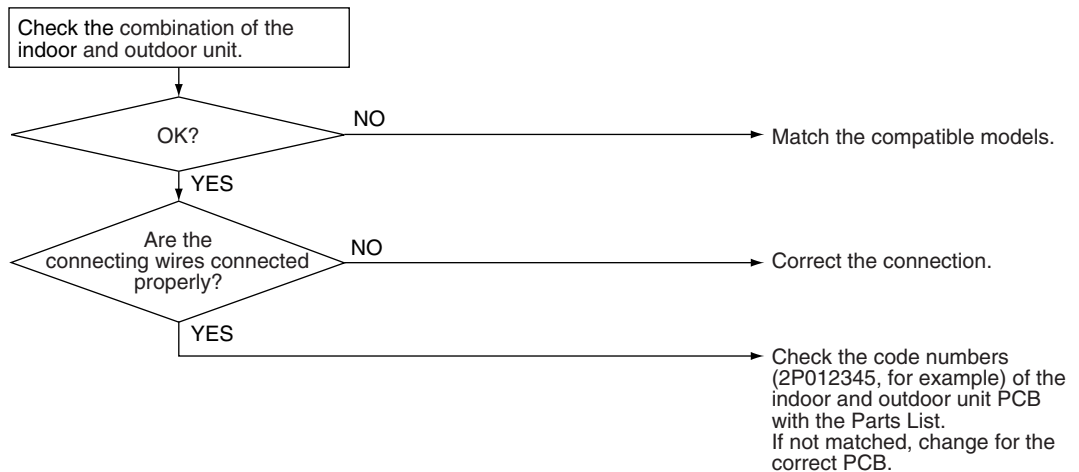 Check the combination of the
indoor and outdoor unit.
OK?
NO
Match the compatible models.
YES
Are the
connecting wires connected
properly?
NO
Correct the connection.
YES
Check the code numbers
(2P012345, for example) of the
indoor and outdoor unit PCB
with the Parts List.
If not matched, change for the
correct PCB.